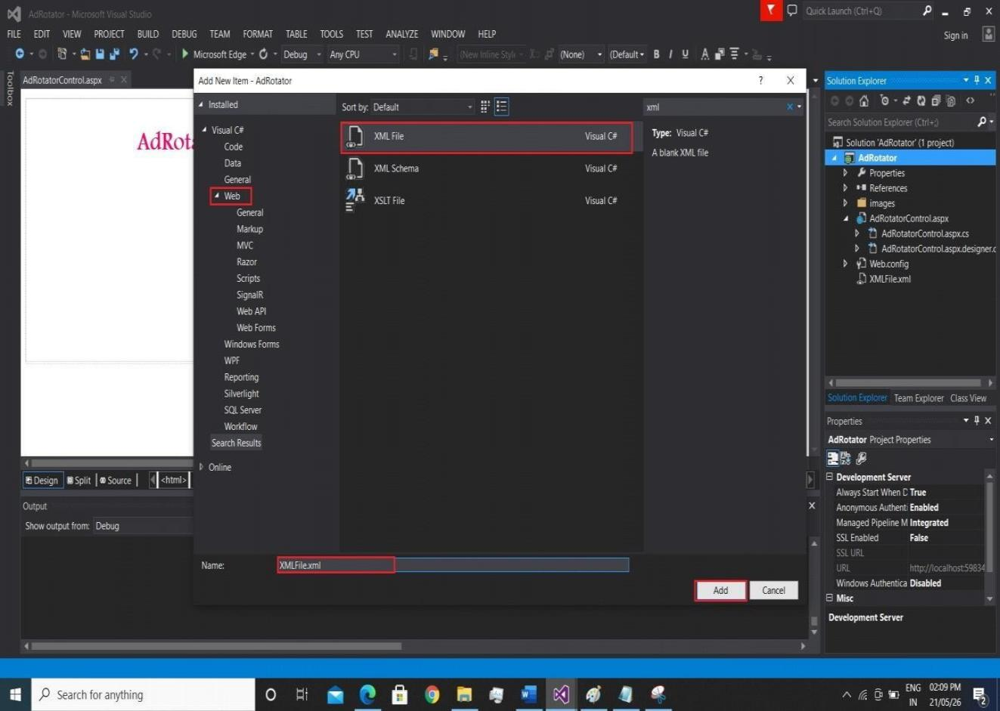 AdRotator - Microsoft Visual Studio
Quick Launch (Ctrl+Q)
FILE EDIT VIEW PROJECT BUILD DEBUG TEAM FORMAT TABLE TOOLS TEST ANALYZE WINDOW HELP
Sign in
Microsoft Edge Debug Any CPU (New Inline Style (None) (Default B I U A
Toolbox
AdRotatorControl.aspx
AdRota
Add New Item - AdRotator
? X
Installed
Visual C#
Code
Data
General
Web
General
Markup
MVC
Razor
Scripts
SignalR
Web API
Web Forms
Windows Forms
WPF
Reporting
Silverlight
SQL Server
Workflow
Search Results
Online
Sort by: Default
XML File Visual C#
XML Schema Visual C#
XSLT File Visual C#
xml
Type: Visual C#
A blank XML file
Name: XMLFile.xml
Add Cancel
Design Split Source <html>
Output
Show output from: Debug
Solution Explorer
Search Solution Explorer (Ctrl+;)
Solution 'AdRotator' (1 project)
AdRotator
Properties
References
images
AdRotatorControl.aspx
AdRotatorControl.aspx.cs
AdRotatorControl.aspx.designer.c
Web.config
XMLFile.xml
Solution Explorer Team Explorer Class View
Properties
AdRotator Project Properties
Development Server
Always Start When D True
Anonymous Authenti Enabled
Managed Pipeline M Integrated
SSL Enabled False
SSL URL
URL http://localhost:59834
Windows Authentica Disabled
Misc
Development Server
Search for anything
ENG 02:09 PM
IN 21/05/26
2